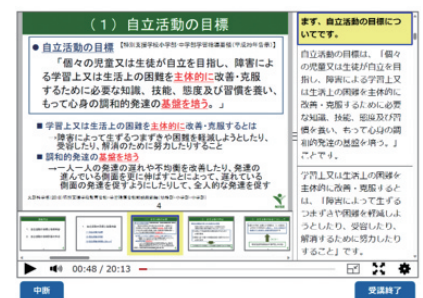 （1）自立活動の目標
● 自立活動の目標 【特別支援学校小学部･中学部学習指導要領(平成29年告示)】
「個々の児童又は生徒が自立を目指し、障害によ
る学習上又は生活上の困難を主体的に改善・克服
するために必要な知識、技能、態度及び習慣を養い、
もって心身の調和的発達の基盤を培う。」
■ 学習上又は生活上の困難を主体的に改善・克服するとは
→障害によって生ずるつまずきや困難を軽減しようとしたり、
受容したり、解消のために努力したりすること
■ 調和的発達の基盤を培う
→一人一人の発達の遅れや不均衡を改善したり、発達の
進んでいる側面を更に伸ばすことによって、遅れている
側面の発達を促すようにしたりして、全人的な発達を促す
4
まず、自立活動の目標につ
いてです。
自立活動の目標は、「個々
の児童又は生徒が自立を目
指し、障害による学習上又
は生活上の困難を主体的に
改善・克服するために必要
な知識、技能、態度及び習
慣を養い、もって心身の調
和的発達の基盤を培う。」
ことです。
学習上又は生活上の困難を
主体的に改善・克服すると
は、「障害によって生ずる
つまずきや困難を軽減しよ
うとしたり、受容したり、
解消するために努力したり
すること」です。
00:48 / 20:13
中断
受講終了